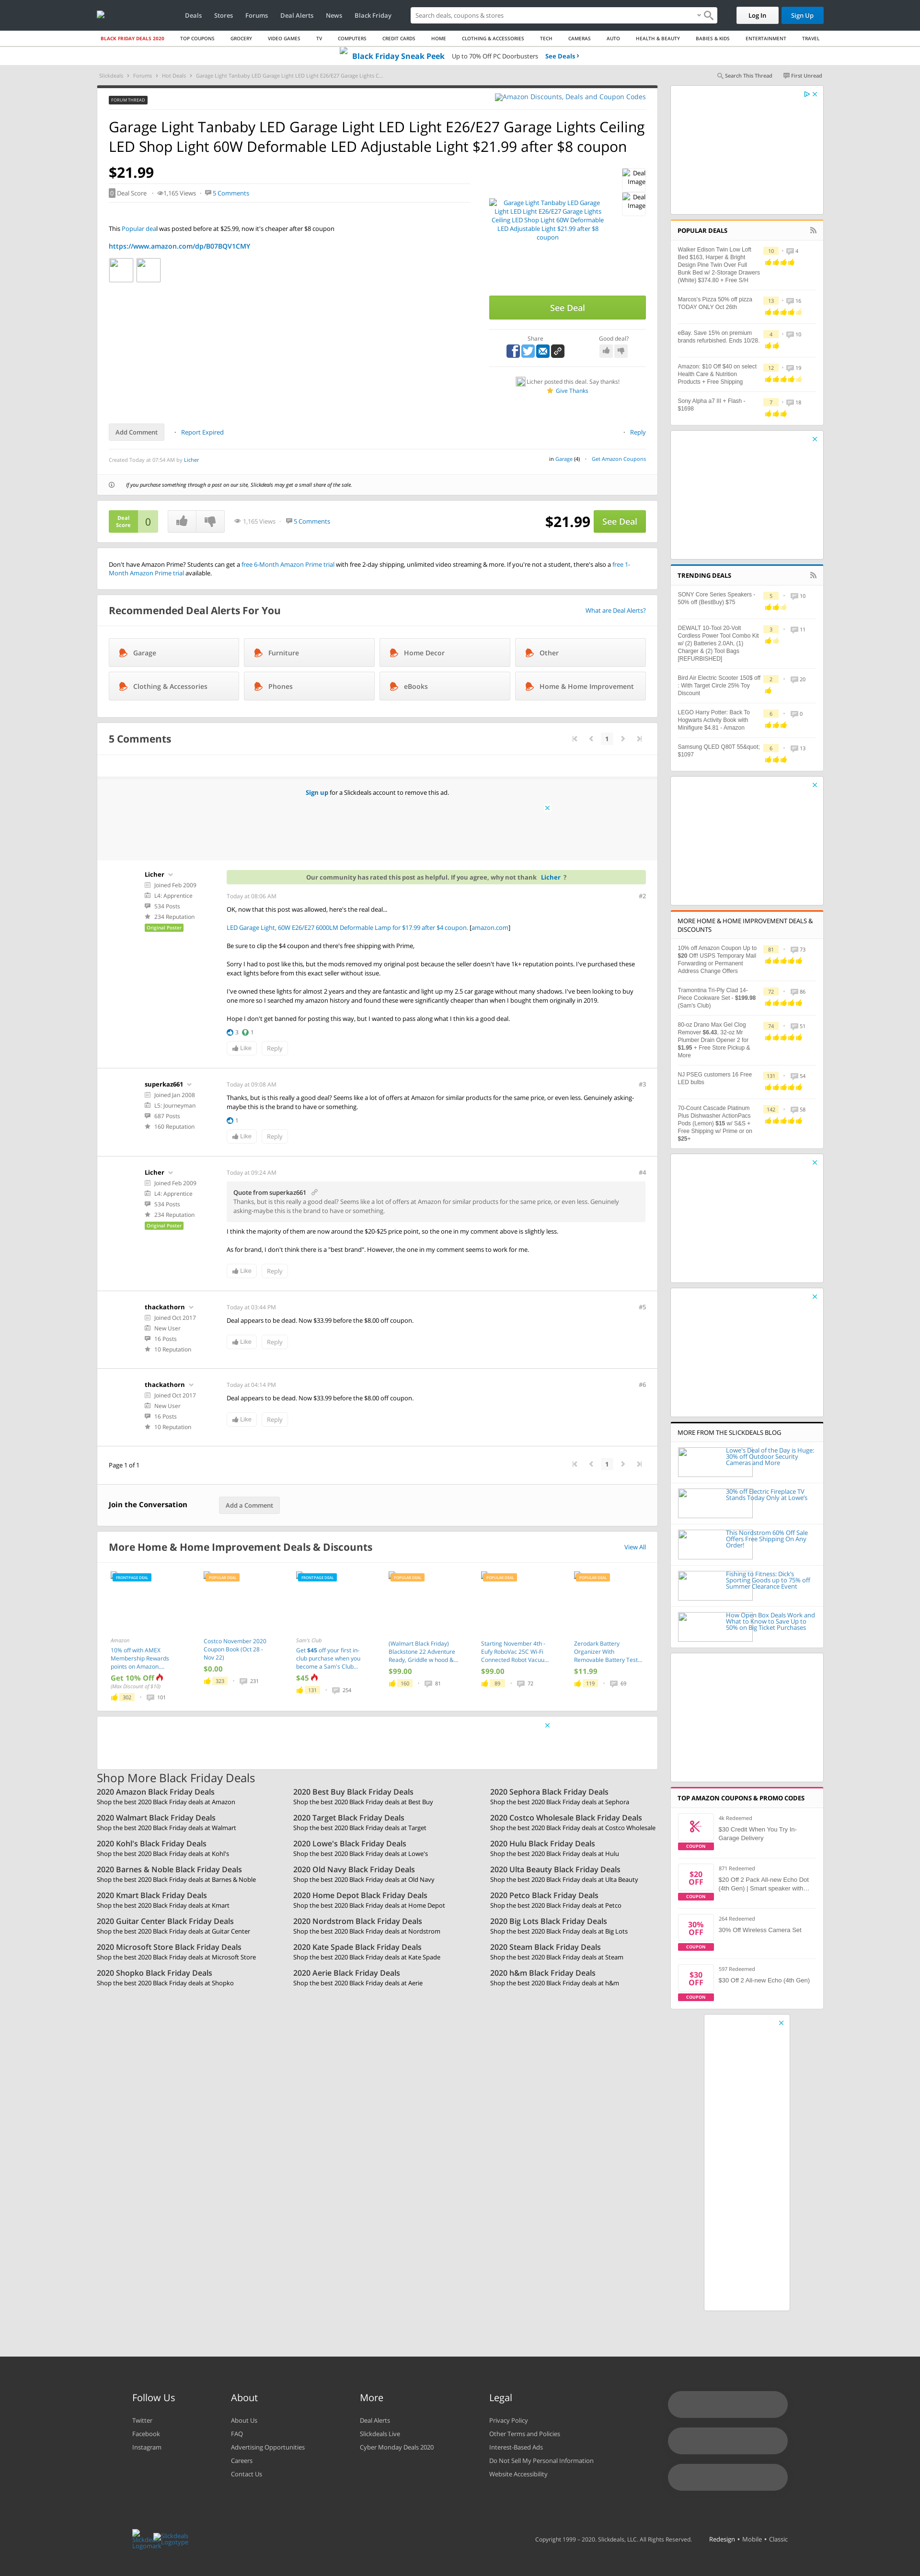 Deals Stores Forums Deal Alerts News Black Friday Search deals, coupons & stores Log In Sign Up
BLACK FRIDAY DEALS 2020 TOP COUPONS GROCERY VIDEO GAMES TV COMPUTERS CREDIT CARDS HOME CLOTHING & ACCESSORIES TECH CAMERAS AUTO HEALTH & BEAUTY BABIES & KIDS ENTERTAINMENT TRAVEL
Black Friday Sneak Peek Up to 70% Off PC Doorbusters See Deals ›
Slickdeals > Forums > Hot Deals > Garage Light Tanbaby LED Garage Light LED Light E26/E27 Garage Lights C...
Search This Thread First Unread
FORUM THREAD
Amazon Discounts, Deals and Coupon Codes
Garage Light Tanbaby LED Garage Light LED Light E26/E27 Garage Lights Ceiling
LED Shop Light 60W Deformable LED Adjustable Light $21.99 after $8 coupon
$21.99
0 Deal Score · 1,165 Views · 5 Comments
Deal Image
Deal Image
Garage Light Tanbaby LED Garage
Light LED Light E26/E27 Garage Lights
Ceiling LED Shop Light 60W Deformable
LED Adjustable Light $21.99 after $8
coupon
This Popular deal was posted before at $25.99, now it's cheaper after $8 coupon
https://www.amazon.com/dp/B07BQV1CMY
See Deal
Share Good deal?
Licher posted this deal. Say thanks!
Give Thanks
Add Comment · Report Expired · Reply
Created Today at 07:54 AM by Licher
in Garage (4) · Get Amazon Coupons
If you purchase something through a post on our site, Slickdeals may get a small share of the sale.
Deal Score 0 1,165 Views 5 Comments $21.99 See Deal
Don't have Amazon Prime? Students can get a free 6-Month Amazon Prime trial with free 2-day shipping, unlimited video streaming & more. If you're not a student, there's also a free 1-
Month Amazon Prime trial available.
Recommended Deal Alerts For You What are Deal Alerts?
Garage Furniture Home Decor Other
Clothing & Accessories Phones eBooks Home & Home Improvement
5 Comments 1
Sign up for a Slickdeals account to remove this ad.
Licher
Joined Feb 2009
L4: Apprentice
534 Posts
234 Reputation
Original Poster
Our community has rated this post as helpful. If you agree, why not thank Licher ?
Today at 08:06 AM #2
OK, now that this post was allowed, here's the real deal...
LED Garage Light, 60W E26/E27 6000LM Deformable Lamp for $17.99 after $4 coupon. [amazon.com]
Be sure to clip the $4 coupon and there's free shipping with Prime,
Sorry I had to post like this, but the mods removed my original post because the seller doesn't have 1k+ reputation points. I've purchased these
exact lights before from this exact seller without issue.
I've owned these lights for almost 2 years and they are fantastic and light up my 2.5 car garage without many shadows. I've been looking to buy
one more so I searched my amazon history and found these were significantly cheaper than when I bought them originally in 2019.
Hope I don't get banned for posting this way, but I wanted to pass along what I thin kis a good deal.
3 1
Like Reply
superkaz661
Joined Jan 2008
L5: Journeyman
687 Posts
160 Reputation
Today at 09:08 AM #3
Thanks, but is this really a good deal? Seems like a lot of offers at Amazon for similar products for the same price, or even less. Genuinely asking-
maybe this is the brand to have or something.
1
Like Reply
Licher
Joined Feb 2009
L4: Apprentice
534 Posts
234 Reputation
Original Poster
Today at 09:24 AM #4
Quote from superkaz661
Thanks, but is this really a good deal? Seems like a lot of offers at Amazon for similar products for the same price, or even less. Genuinely
asking-maybe this is the brand to have or something.
I think the majority of them are now around the $20-$25 price point, so the one in my comment above is slightly less.
As for brand, I don't think there is a "best brand". However, the one in my comment seems to work for me.
Like Reply
thackathorn
Joined Oct 2017
New User
16 Posts
10 Reputation
Today at 03:44 PM #5
Deal appears to be dead. Now $33.99 before the $8.00 off coupon.
Like Reply
thackathorn
Joined Oct 2017
New User
16 Posts
10 Reputation
Today at 04:14 PM #6
Deal appears to be dead. Now $33.99 before the $8.00 off coupon.
Like Reply
Page 1 of 1 1
Join the Conversation Add a Comment
More Home & Home Improvement Deals & Discounts View All
FRONTPAGE DEAL
Amazon
10% off with AMEX
Membership Rewards
points on Amazon....
Get 10% Off
(Max Discount of $10)
302 · 101
POPULAR DEAL
Costco November 2020
Coupon Book (Oct 28 -
Nov 22)
$0.00
323 · 231
FRONTPAGE DEAL
Sam's Club
Get $45 off your first in-
club purchase when you
become a Sam's Club...
$45
131 · 254
POPULAR DEAL
(Walmart Black Friday)
Blackstone 22 Adventure
Ready, Griddle w hood &...
$99.00
160 · 81
POPULAR DEAL
Starting November 4th -
Eufy RoboVac 25C Wi-Fi
Connected Robot Vacuu...
$99.00
89 · 72
POPULAR DEAL
Zerodark Battery
Organizer With
Removable Battery Test...
$11.99
119 · 69
Shop More Black Friday Deals
2020 Amazon Black Friday Deals
Shop the best 2020 Black Friday deals at Amazon
2020 Best Buy Black Friday Deals
Shop the best 2020 Black Friday deals at Best Buy
2020 Sephora Black Friday Deals
Shop the best 2020 Black Friday deals at Sephora
2020 Walmart Black Friday Deals
Shop the best 2020 Black Friday deals at Walmart
2020 Target Black Friday Deals
Shop the best 2020 Black Friday deals at Target
2020 Costco Wholesale Black Friday Deals
Shop the best 2020 Black Friday deals at Costco Wholesale
2020 Kohl's Black Friday Deals
Shop the best 2020 Black Friday deals at Kohl's
2020 Lowe's Black Friday Deals
Shop the best 2020 Black Friday deals at Lowe's
2020 Hulu Black Friday Deals
Shop the best 2020 Black Friday deals at Hulu
2020 Barnes & Noble Black Friday Deals
Shop the best 2020 Black Friday deals at Barnes & Noble
2020 Old Navy Black Friday Deals
Shop the best 2020 Black Friday deals at Old Navy
2020 Ulta Beauty Black Friday Deals
Shop the best 2020 Black Friday deals at Ulta Beauty
2020 Kmart Black Friday Deals
Shop the best 2020 Black Friday deals at Kmart
2020 Home Depot Black Friday Deals
Shop the best 2020 Black Friday deals at Home Depot
2020 Petco Black Friday Deals
Shop the best 2020 Black Friday deals at Petco
2020 Guitar Center Black Friday Deals
Shop the best 2020 Black Friday deals at Guitar Center
2020 Nordstrom Black Friday Deals
Shop the best 2020 Black Friday deals at Nordstrom
2020 Big Lots Black Friday Deals
Shop the best 2020 Black Friday deals at Big Lots
2020 Microsoft Store Black Friday Deals
Shop the best 2020 Black Friday deals at Microsoft Store
2020 Kate Spade Black Friday Deals
Shop the best 2020 Black Friday deals at Kate Spade
2020 Steam Black Friday Deals
Shop the best 2020 Black Friday deals at Steam
2020 Shopko Black Friday Deals
Shop the best 2020 Black Friday deals at Shopko
2020 Aerie Black Friday Deals
Shop the best 2020 Black Friday deals at Aerie
2020 h&m Black Friday Deals
Shop the best 2020 Black Friday deals at h&m
POPULAR DEALS
Walker Edison Twin Low Loft
Bed $163, Harper & Bright
Design Pine Twin Over Full
Bunk Bed w/ 2-Storage Drawers
(White) $374.80 + Free S/H
10 · 4
Marcos's Pizza 50% off pizza
TODAY ONLY Oct 26th
13 · 16
eBay. Save 15% on premium
brands refurbished. Ends 10/28.
4 · 10
Amazon: $10 Off $40 on select
Health Care & Nutrition
Products + Free Shipping
12 · 19
Sony Alpha a7 III + Flash -
$1698
7 · 18
TRENDING DEALS
SONY Core Series Speakers -
50% off (BestBuy) $75
5 · 10
DEWALT 10-Tool 20-Volt
Cordless Power Tool Combo Kit
w/ (2) Batteries 2.0Ah, (1)
Charger & (2) Tool Bags
[REFURBISHED]
3 · 11
Bird Air Electric Scooter 150$ off
: With Target Circle 25% Toy
Discount
2 · 20
LEGO Harry Potter: Back To
Hogwarts Activity Book with
Minifigure $4.81 - Amazon
6 · 0
Samsung QLED Q80T 55&quot;
$1097
6 · 13
MORE HOME & HOME IMPROVEMENT DEALS &
DISCOUNTS
10% off Amazon Coupon Up to
$20 Off! USPS Temporary Mail
Forwarding or Permanent
Address Change Offers
81 · 73
Tramontina Tri-Ply Clad 14-
Piece Cookware Set - $199.98
(Sam's Club)
72 · 86
80-oz Drano Max Gel Clog
Remover $6.43, 32-oz Mr
Plumber Drain Opener 2 for
$1.95 + Free Store Pickup &
More
74 · 51
NJ PSEG customers 16 Free
LED bulbs
131 · 54
70-Count Cascade Platinum
Plus Dishwasher ActionPacs
Pods (Lemon) $15 w/ S&S +
Free Shipping w/ Prime or on
$25+
142 · 58
MORE FROM THE SLICKDEALS BLOG
Lowe's Deal of the Day is Huge:
30% off Outdoor Security
Cameras and More
30% off Electric Fireplace TV
Stands Today Only at Lowe's
This Nordstrom 60% Off Sale
Offers Free Shipping On Any
Order!
Fishing to Fitness: Dick's
Sporting Goods up to 75% off
Summer Clearance Event
How Open Box Deals Work and
What to Know to Save Up to
50% on Big Ticket Purchases
TOP AMAZON COUPONS & PROMO CODES
COUPON
4k Redeemed
$30 Credit When You Try In-
Garage Delivery
$20 OFF
COUPON
871 Redeemed
$20 Off 2 Pack All-new Echo Dot
(4th Gen) | Smart speaker with...
30% OFF
COUPON
264 Redeemed
30% Off Wireless Camera Set
$30 OFF
COUPON
597 Redeemed
$30 Off 2 All-new Echo (4th Gen)
Follow Us
Twitter
Facebook
Instagram
About
About Us
FAQ
Advertising Opportunities
Careers
Contact Us
More
Deal Alerts
Slickdeals Live
Cyber Monday Deals 2020
Legal
Privacy Policy
Other Terms and Policies
Interest-Based Ads
Do Not Sell My Personal Information
Website Accessibility
Slickdeals Logomark
Slickdeals Logotype
Copyright 1999 – 2020. Slickdeals, LLC. All Rights Reserved. Redesign • Mobile • Classic